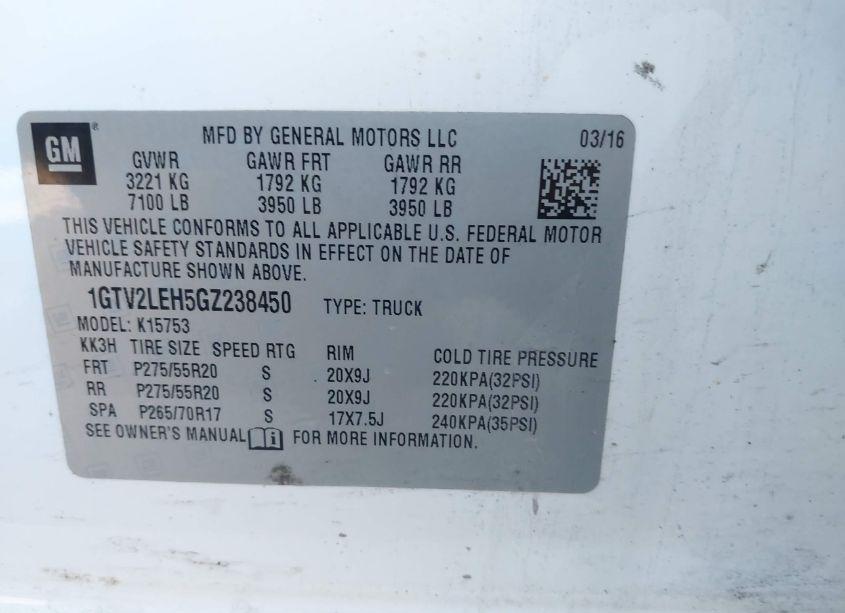 GM® MFD BY GENERAL MOTORS LLC 03/16
GVWR GAWR FRT GAWR RR
3221 KG 1792 KG 1792 KG
7100 LB 3950 LB 3950 LB
THIS VEHICLE CONFORMS TO ALL APPLICABLE U.S. FEDERAL MOTOR
VEHICLE SAFETY STANDARDS IN EFFECT ON THE DATE OF
MANUFACTURE SHOWN ABOVE.
1GTV2LEH5GZ238450 TYPE: TRUCK
MODEL: K15753
KK3H TIRE SIZE SPEED RTG RIM COLD TIRE PRESSURE
FRT P275/55R20 S 20X9J 220KPA(32PSI)
RR P275/55R20 S 20X9J 220KPA(32PSI)
SPA P265/70R17 S 17X7.5J 240KPA(35PSI)
SEE OWNER'S MANUAL FOR MORE INFORMATION.